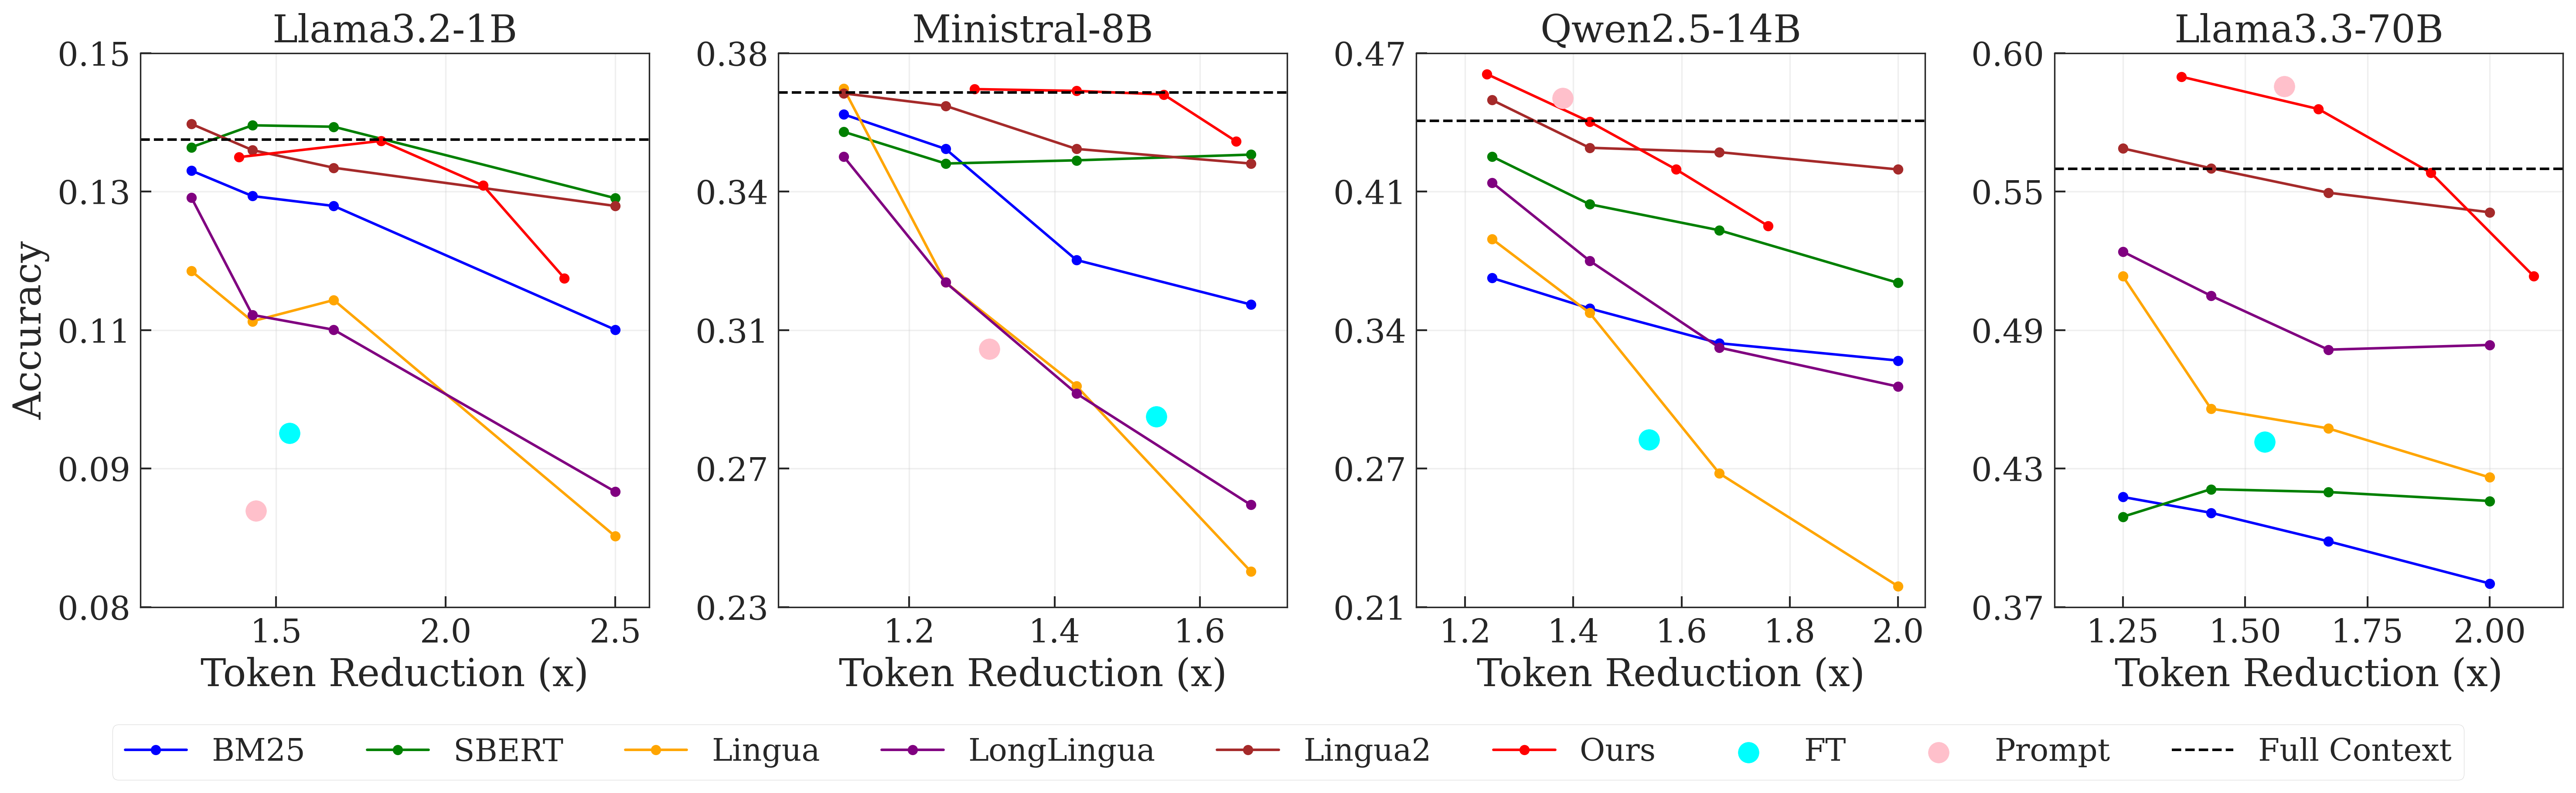 Llama3.2-1B
Ministral-8B
Qwen2.5-14B
Llama3.3-70B
Accuracy
0.15
0.13
0.11
0.09
0.08
1.5 2.0 2.5
Token Reduction (x)
0.38
0.34
0.31
0.27
0.23
1.2 1.4 1.6
Token Reduction (x)
0.47
0.41
0.34
0.27
0.21
1.2 1.4 1.6 1.8 2.0
Token Reduction (x)
0.60
0.55
0.49
0.43
0.37
1.25 1.50 1.75 2.00
Token Reduction (x)
BM25 SBERT Lingua LongLingua Lingua2 Ours FT Prompt Full Context